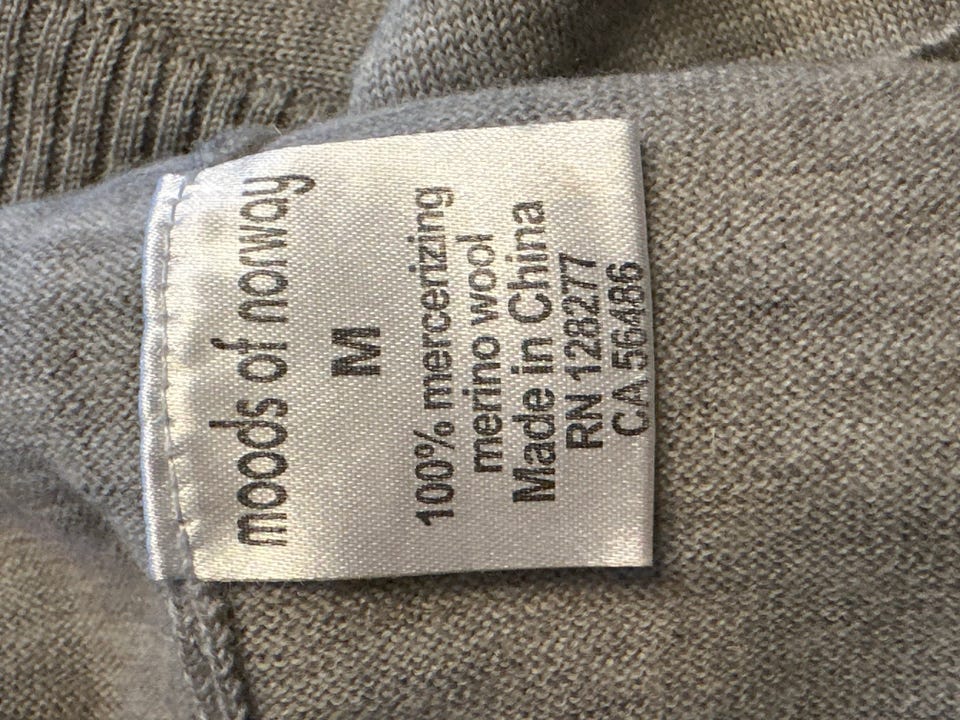 moods of norway
M
100% mercerizing
merino wool
Made in China
RN 128277
CA 56486